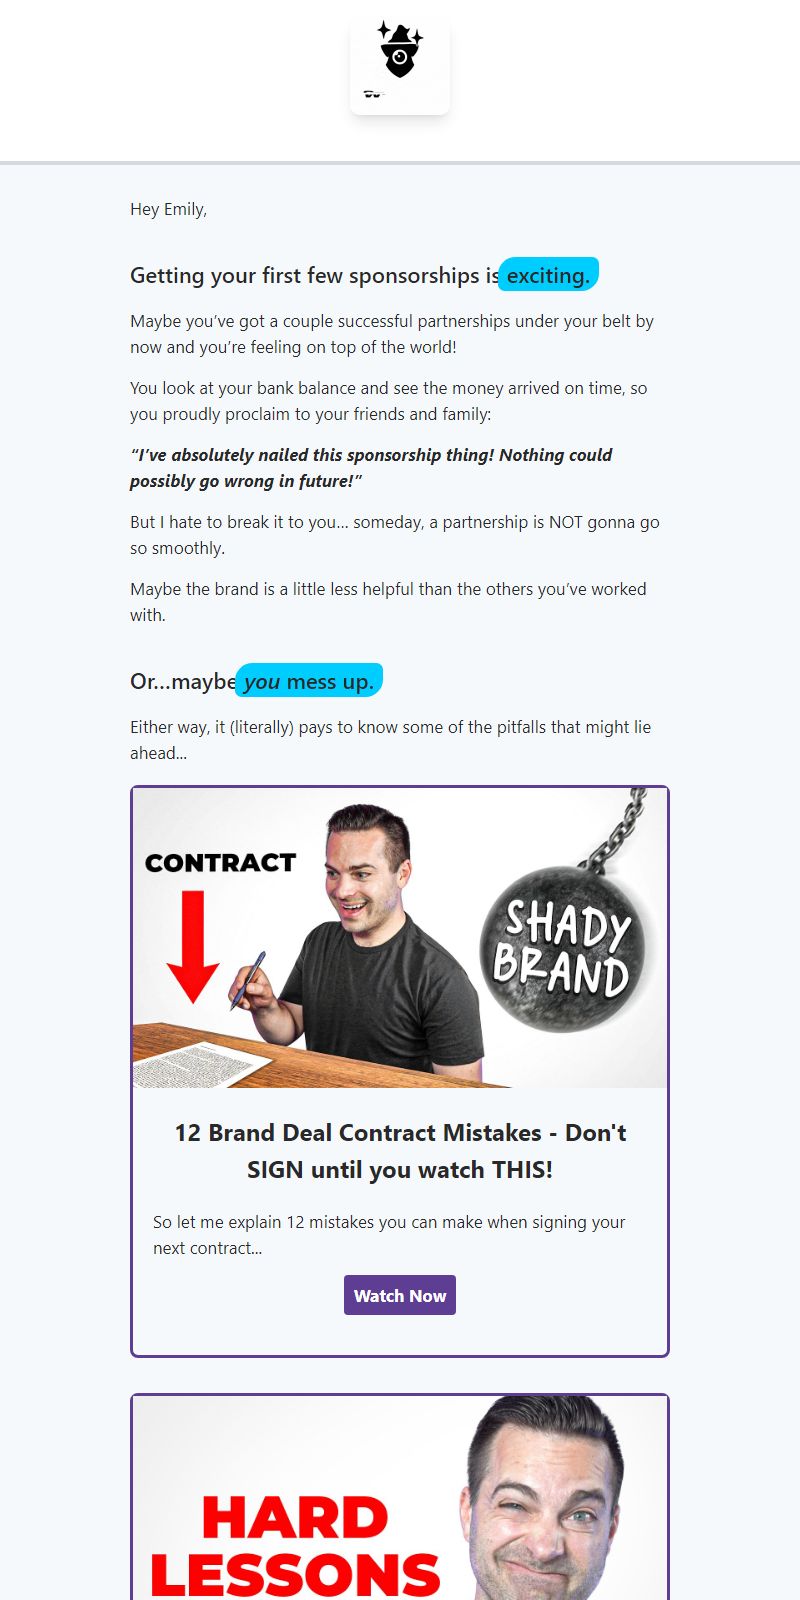 Hey Emily,
Getting your first few sponsorships is exciting.
Maybe you’ve got a couple successful partnerships under your belt by
now and you’re feeling on top of the world!
You look at your bank balance and see the money arrived on time, so
you proudly proclaim to your friends and family:
“I’ve absolutely nailed this sponsorship thing! Nothing could
possibly go wrong in future!”
But I hate to break it to you... someday, a partnership is NOT gonna go
so smoothly.
Maybe the brand is a little less helpful than the others you’ve worked
with.
Or...maybe you mess up.
Either way, it (literally) pays to know some of the pitfalls that might lie
ahead...
CONTRACT
SHADY
BRAND
12 Brand Deal Contract Mistakes - Don't
SIGN until you watch THIS!
So let me explain 12 mistakes you can make when signing your
next contract...
Watch Now
HARD
LESSONS